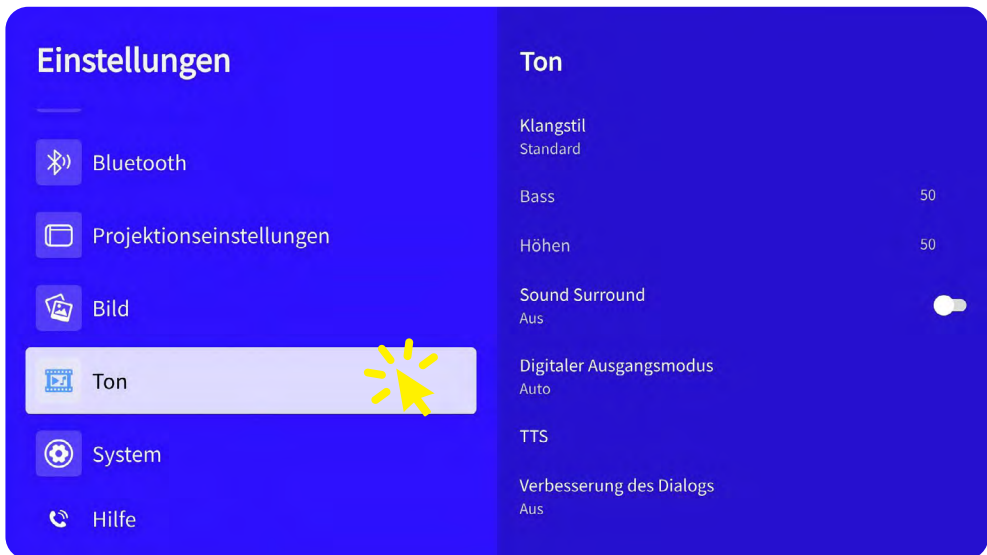 Einstellungen
Bluetooth
Projektionseinstellungen
Bild
Ton
System
Hilfe
Ton
Klangstil
Standard
Bass 50
Höhen 50
Sound Surround
Aus
Digitaler Ausgangsmodus
Auto
TTS
Verbesserung des Dialogs
Aus